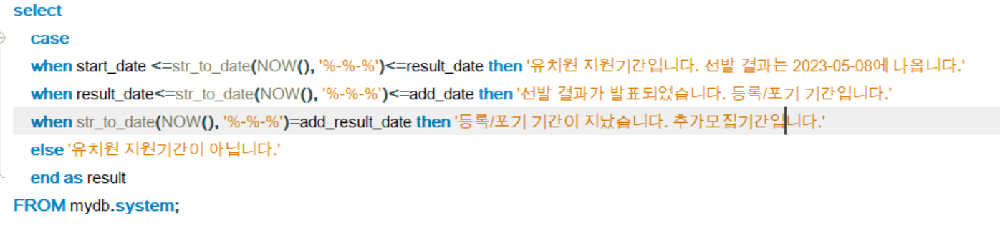 select
case
when start_date <=str_to_date(NOW(), '%-%-%')<=result_date then '유치원 지원기간입니다. 선발 결과는 2023-05-08에 나옵니다.'
when result_date<=str_to_date(NOW(), '%-%-%')<=add_date then '선발 결과가 발표되었습니다. 등록/포기 기간입니다.'
when str_to_date(NOW(), '%-%-%')=add_result_date then '등록/포기 기간이 지났습니다. 추가모집기간입니다.'
else '유치원 지원기간이 아닙니다.'
end as result
FROM mydb.system;